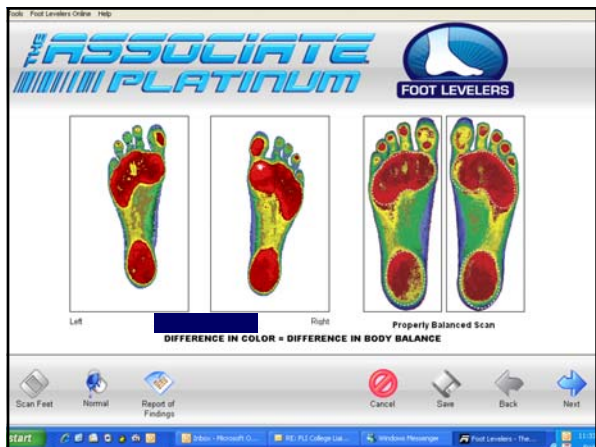 Tools Foot Levelers Online Help
THE ASSOCIATE
PLATINUM
FOOT LEVELERS
Left
Right
Properly Balanced Scan
DIFFERENCE IN COLOR = DIFFERENCE IN BODY BALANCE
Scan Feet
Normal
Report of
Findings
Cancel
Save
Back
Next
start
Inbox - Microsoft O...
RE: PLI College Lia...
Windows Messenger
Foot Levelers - The...